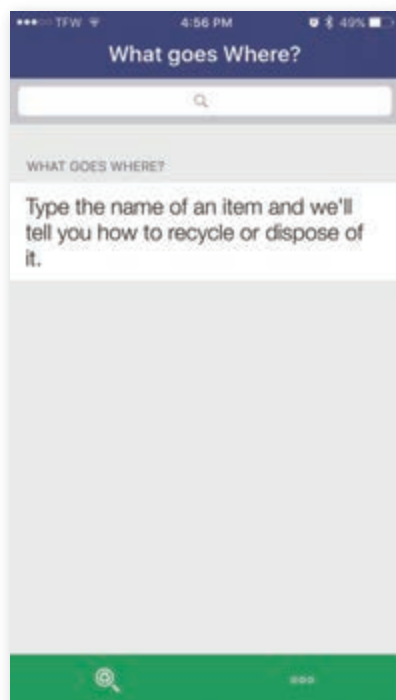 TFW 4:56 PM 49%
What goes Where?
WHAT GOES WHERE?
Type the name of an item and we'll
tell you how to recycle or dispose of
it.